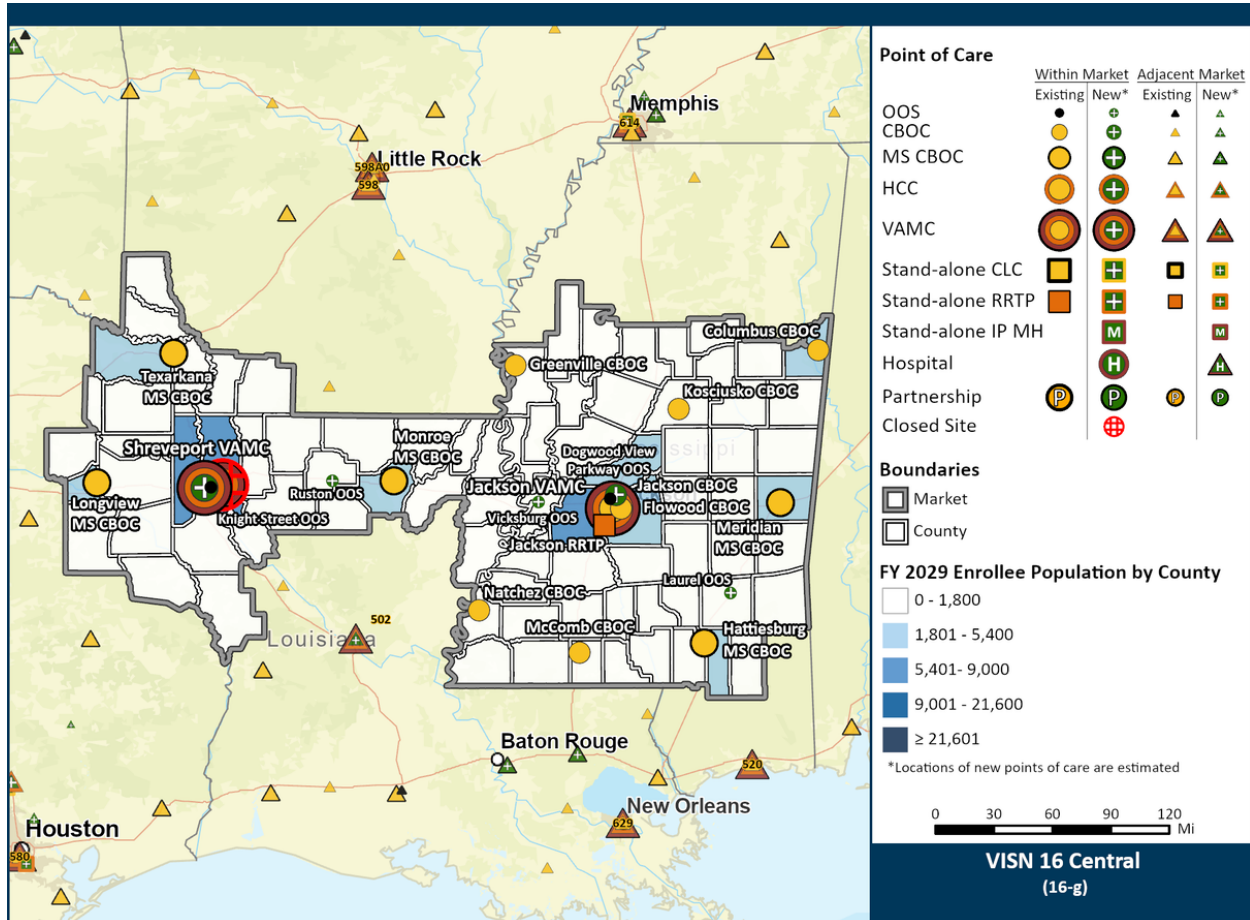 Memphis
614
Little Rock
598A0
598
Columbus CBOC
Greenville CBOC
Texarkana
MS CBOC
Kosciusko CBOC
Shreveport VAMC
Monroe
MS CBOC
Dogwood View
Parkway OOS
Mississippi
Jackson VAMC
Jackson CBOC
Jackson
Ruston OOS
Longview
MS CBOC
Knight Street OOS
Vicksburg OOS
Flowood CBOC
Meridian
MS CBOC
Jackson RRTP
Laurel OOS
Natchez CBOC
McComb CBOC
Hattiesburg
MS CBOC
502
Louisiana
Baton Rouge
520
New Orleans
629
Houston
580
Point of Care
Within Market
Adjacent Market
Existing
New*
Existing
New*
OOS
CBOC
MS CBOC
HCC
VAMC
Stand-alone CLC
Stand-alone RRTP
Stand-alone IP MH
M
M
Hospital
H
H
Partnership
P
P
P
P
Closed Site
Boundaries
Market
County
FY 2029 Enrollee Population by County
0 - 1,800
1,801 - 5,400
5,401- 9,000
9,001 - 21,600
≥ 21,601
*Locations of new points of care are estimated
0 30 60 90 120
Mi
VISN 16 Central
(16-g)